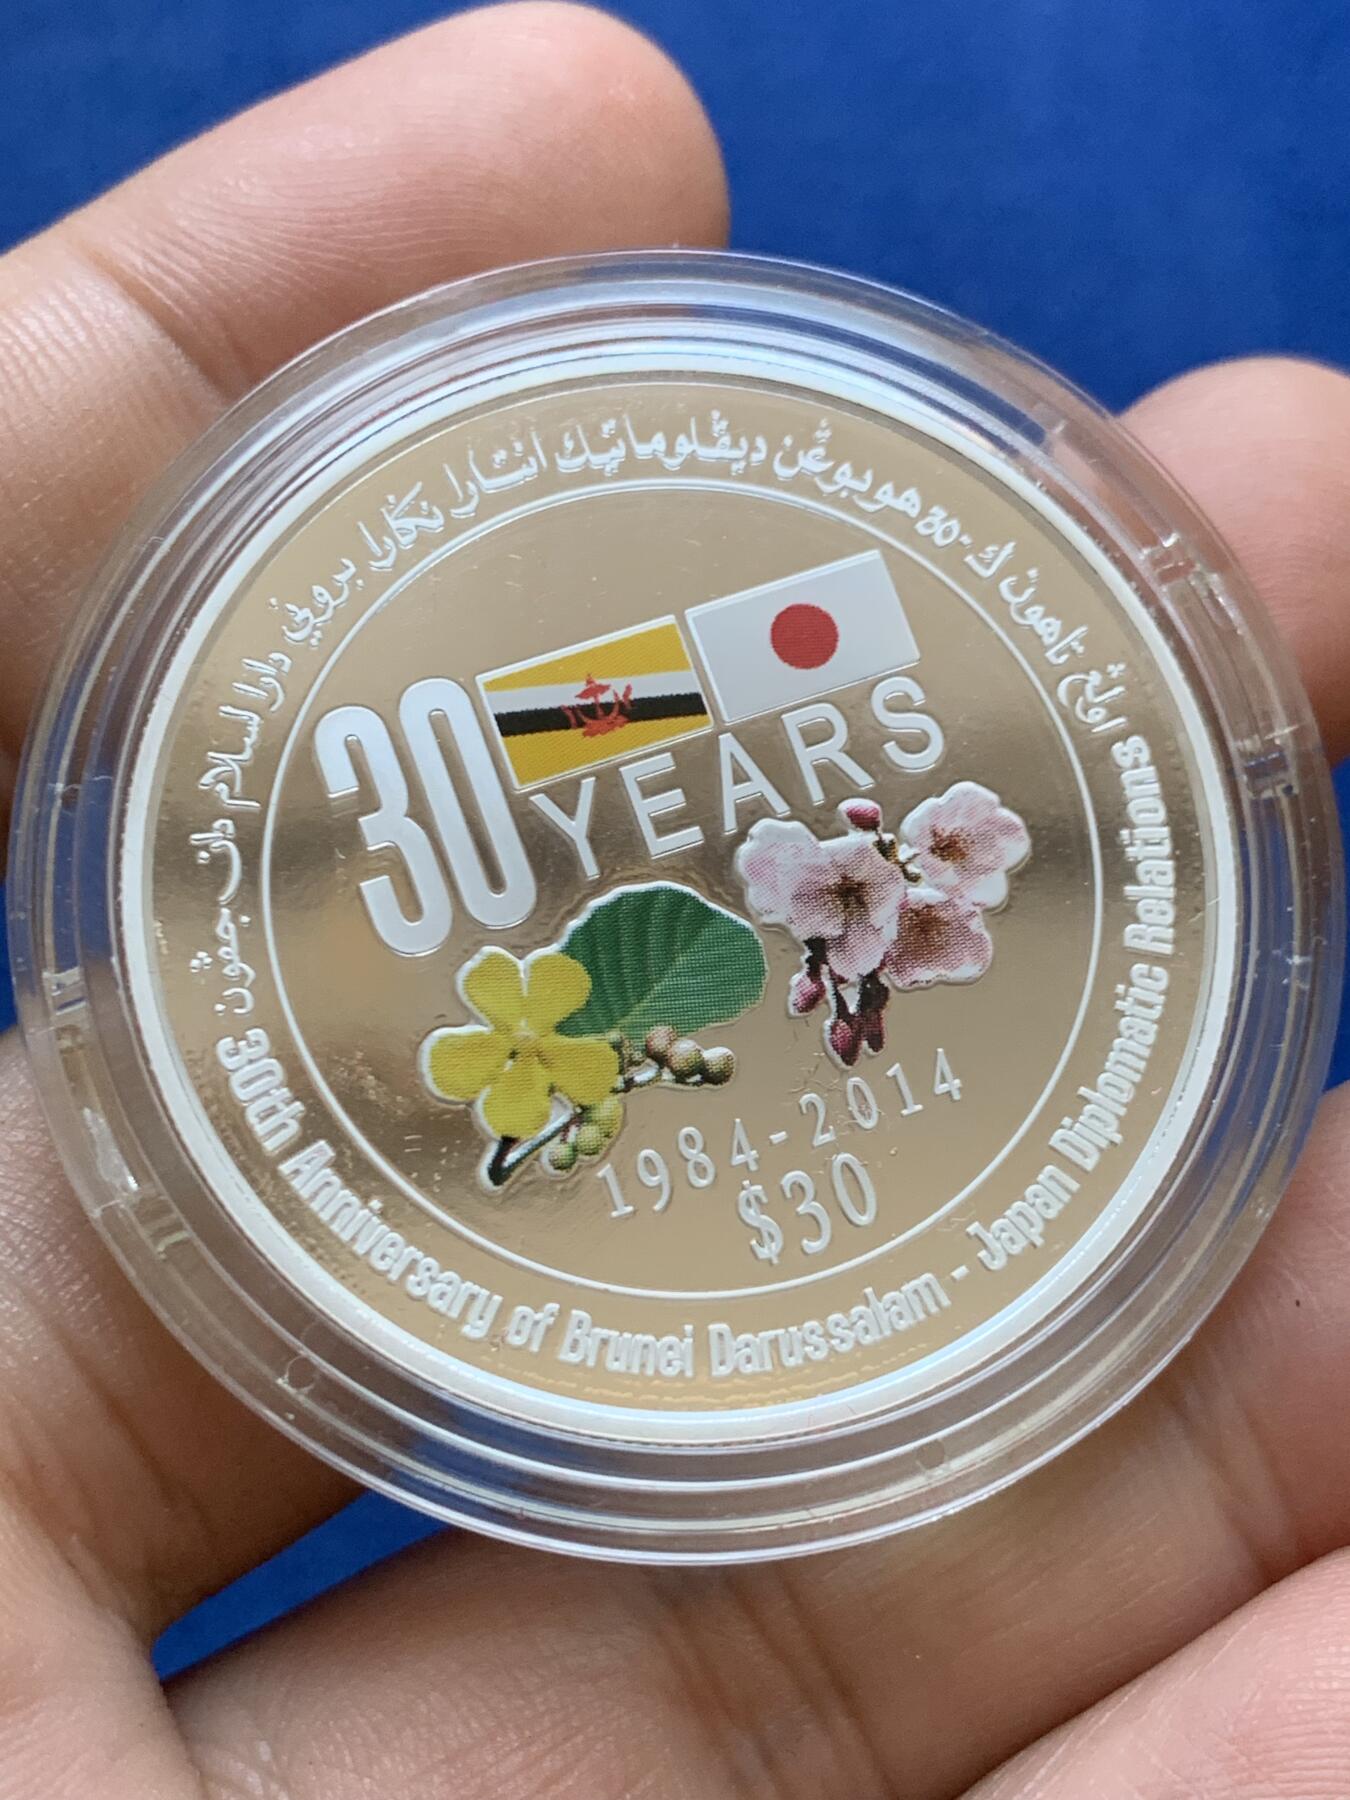 اولڠ تاهون ك-30 هوبوڠن ديڤلوماتيك انتارا نڬارا بروني دارالسلام دان جڤون
30 YEARS
1984-2014
$30
30th Anniversary of Brunei Darussalam - Japan Diplomatic Relations